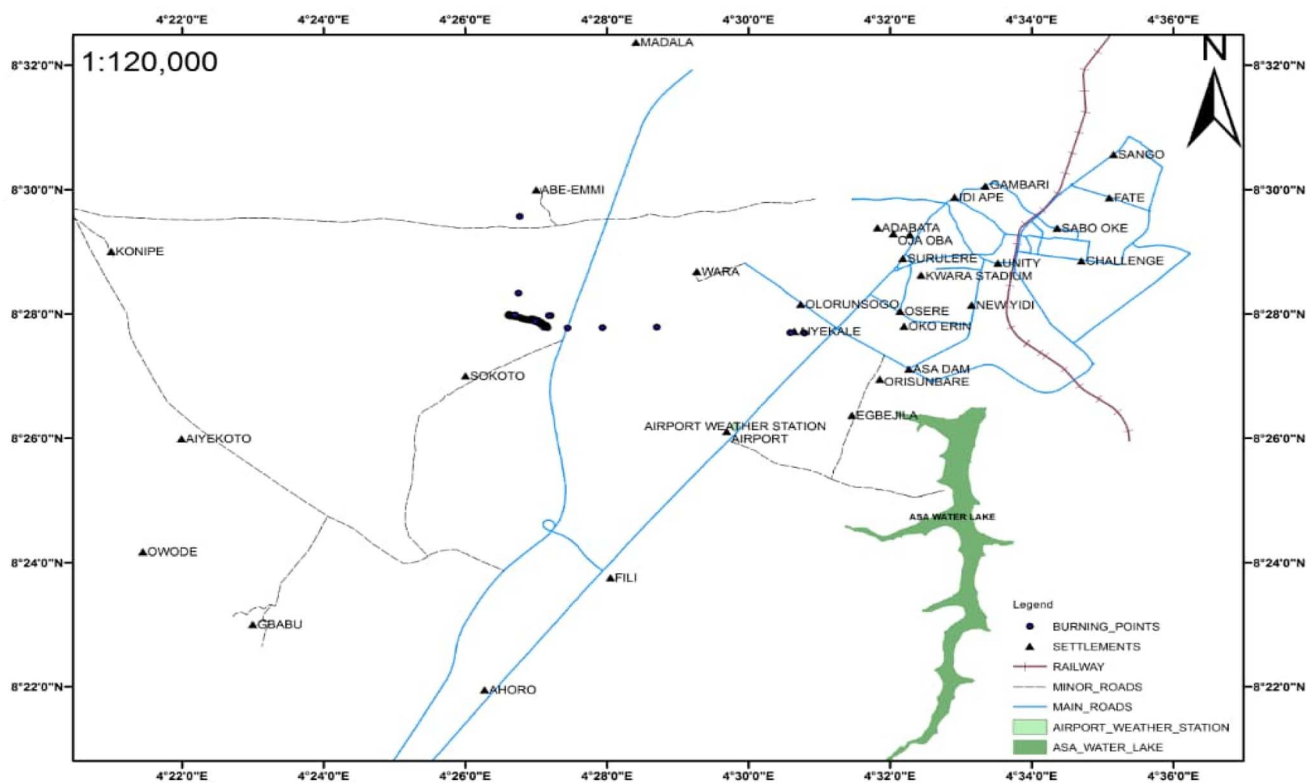 4°22'0"E 4°24'0"E 4°26'0"E 4°28'0"E 4°30'0"E 4°32'0"E 4°34'0"E 4°36'0"E
1:120,000
MADALA
N
8°32'0"N 8°32'0"N
SANGO
8°30'0"N 8°30'0"N
ABE-EMMI
GAMBARI
IDI APE
FATE
ADABATA
SABO OKE
OJA OBA
KONIPE
SURULERE
UNITY
CHALLENGE
WARA
KWARA STADIUM
OLORUNSOGO
NEW YIDI
8°28'0"N 8°28'0"N
OSERE
AIYEKALE
OKO ERIN
SOKOTO
ASA DAM
ORISUNBARE
EGBEJILA
AIRPORT WEATHER STATION
AIRPORT
8°26'0"N 8°26'0"N
AIYEKOTO
ASA WATER LAKE
OWODE
8°24'0"N 8°24'0"N
FILI
GBABU
Legend
BURNING_POINTS
SETTLEMENTS
RAILWAY
8°22'0"N 8°22'0"N
AHORO
MINOR_ROADS
MAIN_ROADS
AIRPORT_WEATHER_STATION
ASA_WATER_LAKE
4°22'0"E 4°24'0"E 4°26'0"E 4°28'0"E 4°30'0"E 4°32'0"E 4°34'0"E 4°36'0"E